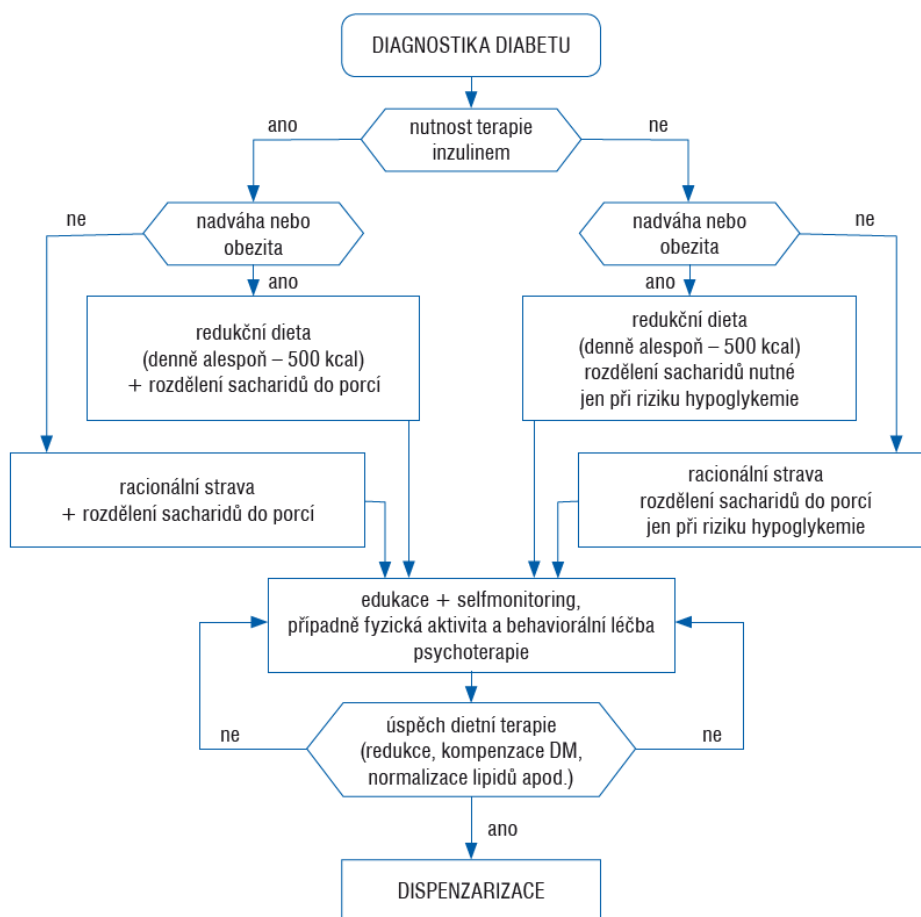 DIAGNOSTIKA DIABETU
ano
nutnost terapie
inzulinem
ne
ne
nadváha nebo
obezita
ano
nadváha nebo
obezita
ne
ano
redukční dieta
(denně alespoň – 500 kcal)
+ rozdělení sacharidů do porcí
redukční dieta
(denně alespoň – 500 kcal)
rozdělení sacharidů nutné
jen při riziku hypoglykemie
racionální strava
+ rozdělení sacharidů do porcí
racionální strava
rozdělení sacharidů do porcí
jen při riziku hypoglykemie
edukace + selfmonitoring,
případně fyzická aktivita a behaviorální léčba
psychoterapie
ne
úspěch dietní terapie
(redukce, kompenzace DM,
normalizace lipidů apod.)
ne
ano
DISPENZARIZACE